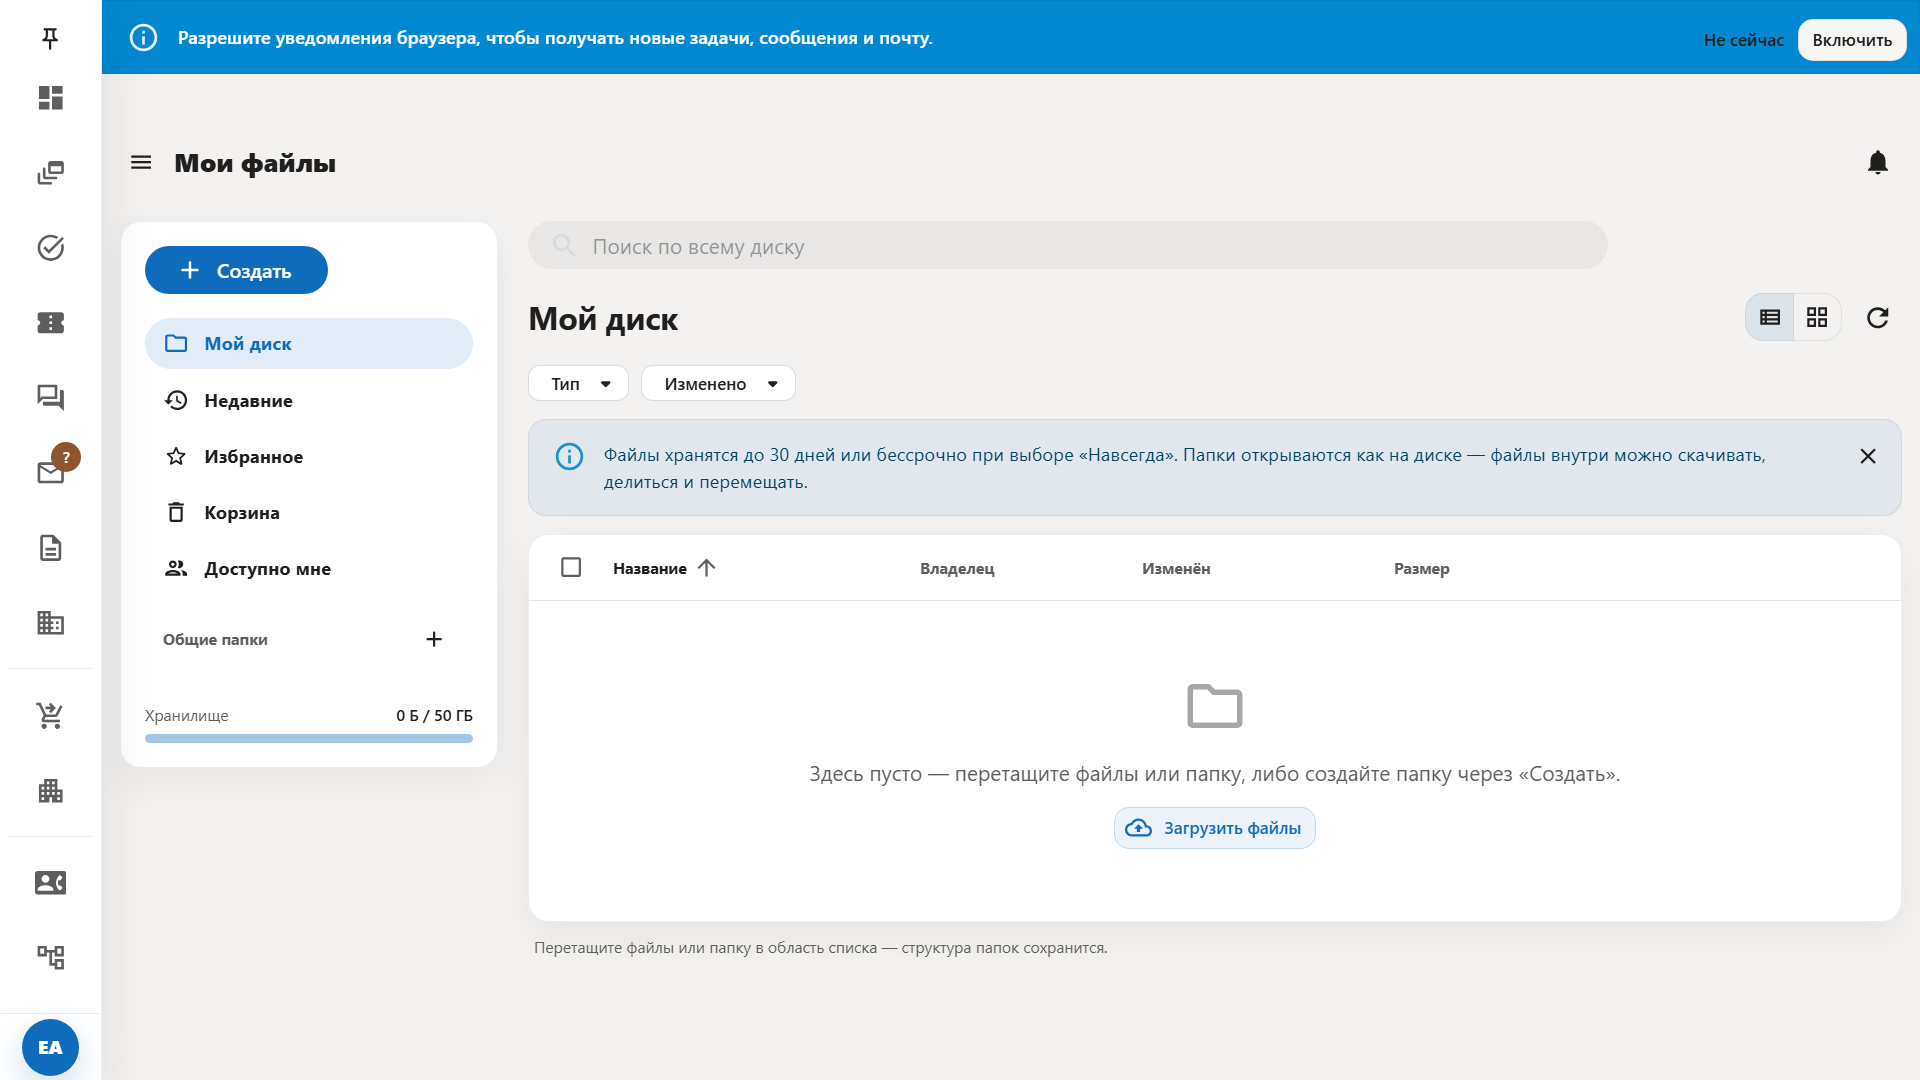 Разрешите уведомления браузера, чтобы получать новые задачи, сообщения и почту.
Не сейчас
Включить
Мои файлы
Создать
Мой диск
Недавние
Избранное
Корзина
Доступно мне
Общие папки
Хранилище
0 Б / 50 ГБ
Поиск по всему диску
Мой диск
Тип
Изменено
Файлы хранятся до 30 дней или бессрочно при выборе «Навсегда». Папки открываются как на диске — файлы внутри можно скачивать,
делиться и перемещать.
Название
Владелец
Изменён
Размер
Здесь пусто — перетащите файлы или папку, либо создайте папку через «Создать».
Загрузить файлы
Перетащите файлы или папку в область списка — структура папок сохранится.
?
EA